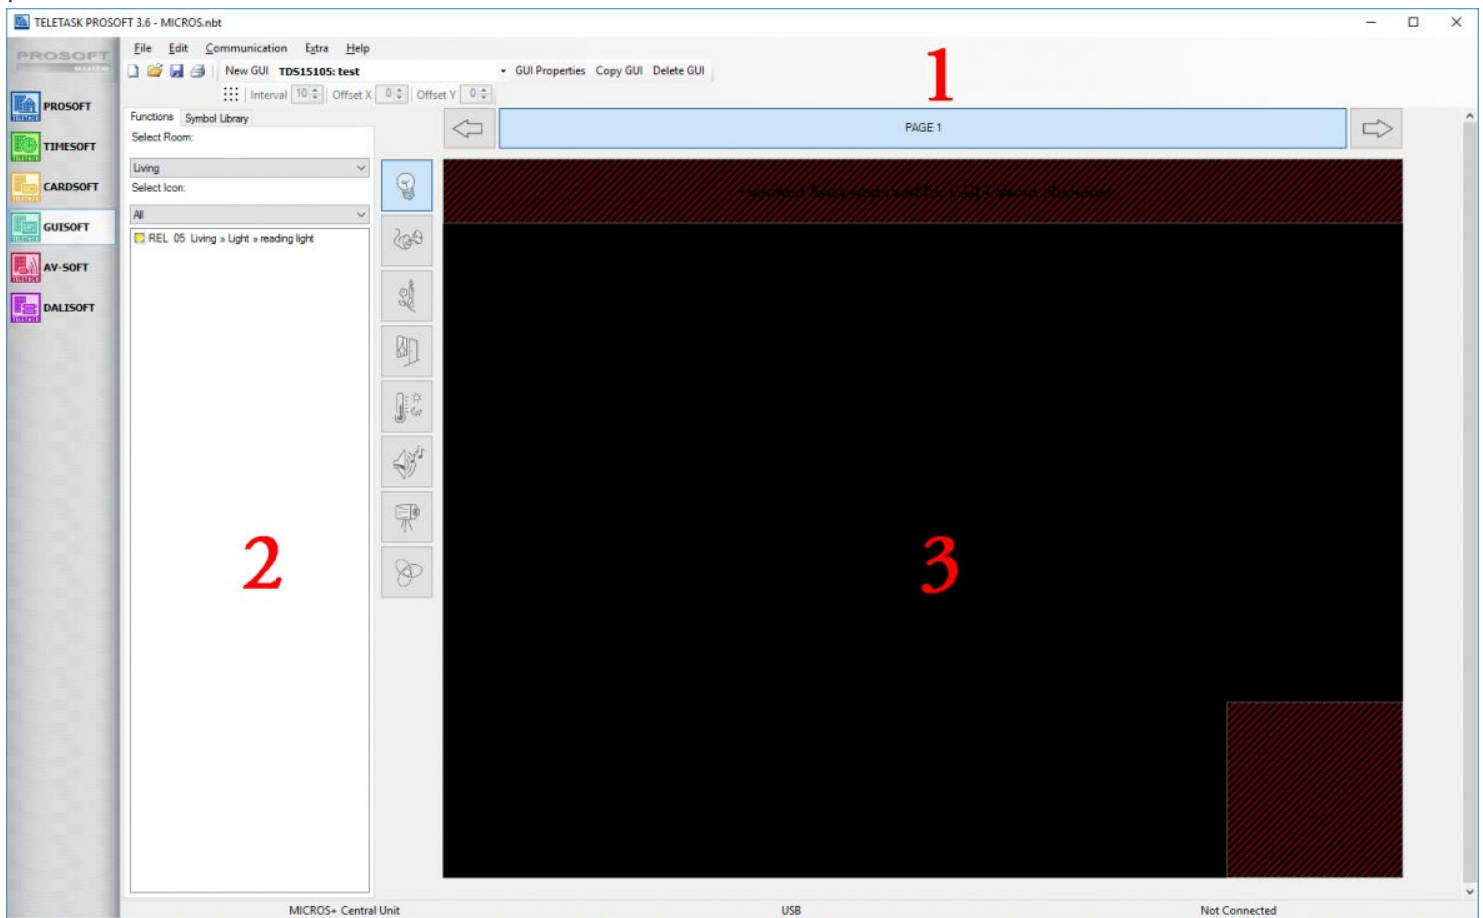 TELETASK PROSOFT 3.6 - MICROS.nbt
PROSOFT
suite
File Edit Communication Extra Help
New GUI TDS15105: test GUI Properties Copy GUI Delete GUI
Interval 10 Offset X 0 Offset Y 0
1
PROSOFT
TIMESOFT
CARDSOFT
GUISOFT
AV-SOFT
DALISOFT
Functions Symbol Library
Select Room:
Living
Select Icon:
All
REL 05 Living » Light » reading light
2
PAGE 1
3
MICROS+ Central Unit USB Not Connected